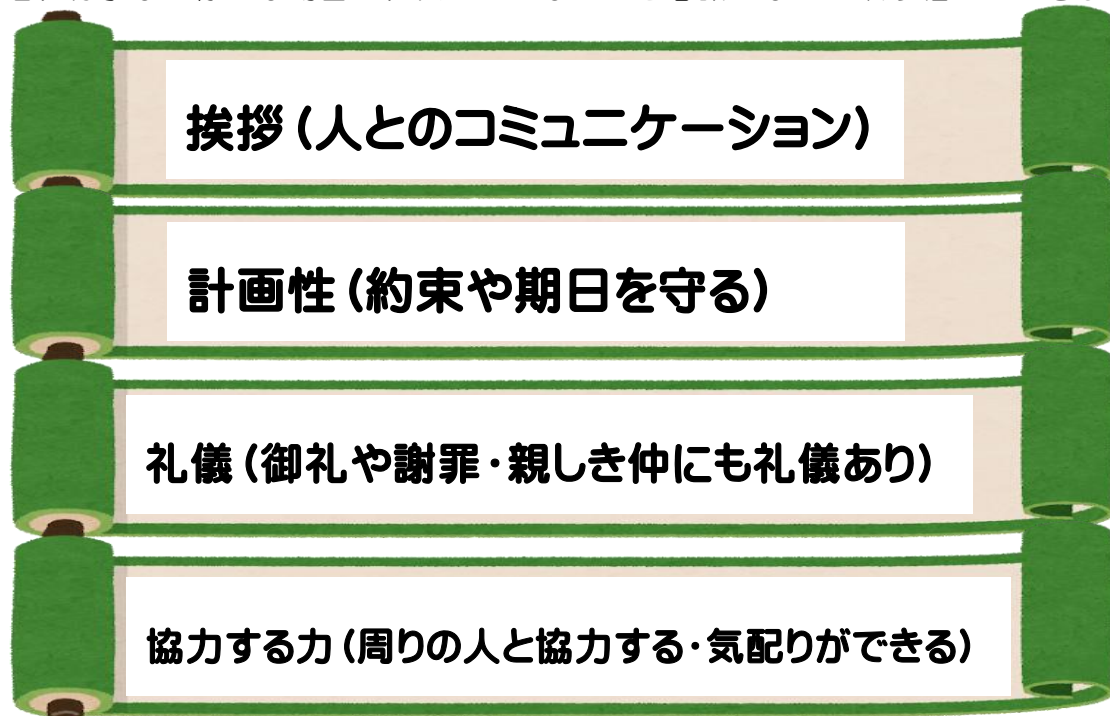 挨拶（人とのコミュニケーション）
計画性（約束や期日を守る）
礼儀（御礼や謝罪・親しき仲にも礼儀あり）
協力する力（周りの人と協力する・気配りができる）